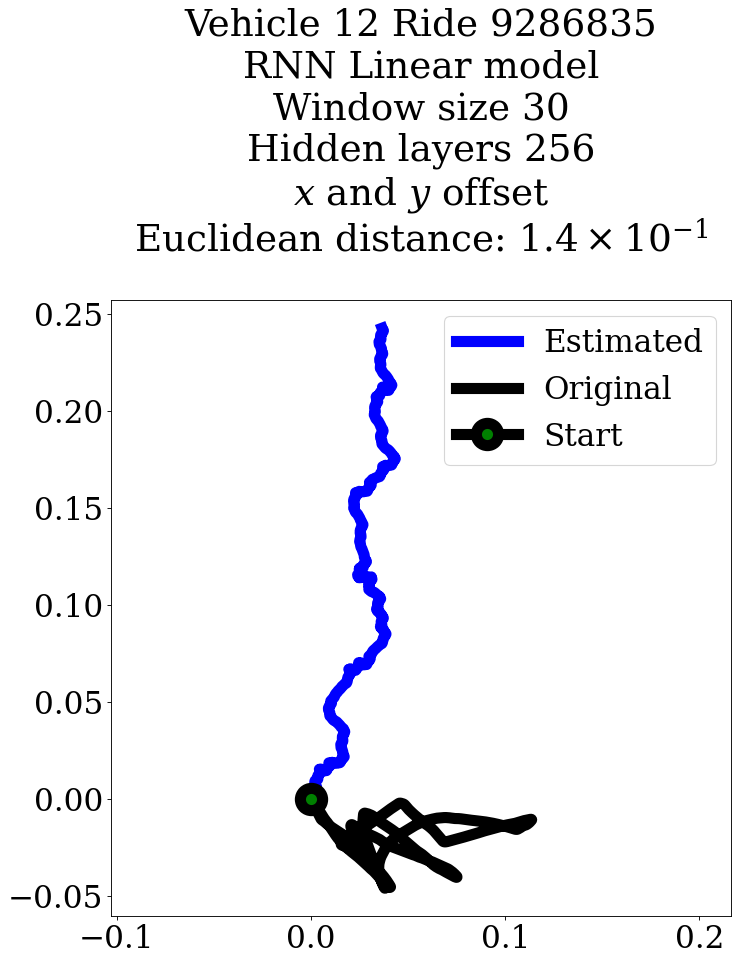 Vehicle 12 Ride 9286835
RNN Linear model
Window size 30
Hidden layers 256
x and y offset
Euclidean distance: 1.4 × 10⁻¹
0.25
0.20
0.15
0.10
0.05
0.00
−0.05
−0.1
0.0
0.1
0.2
Estimated
Original
Start